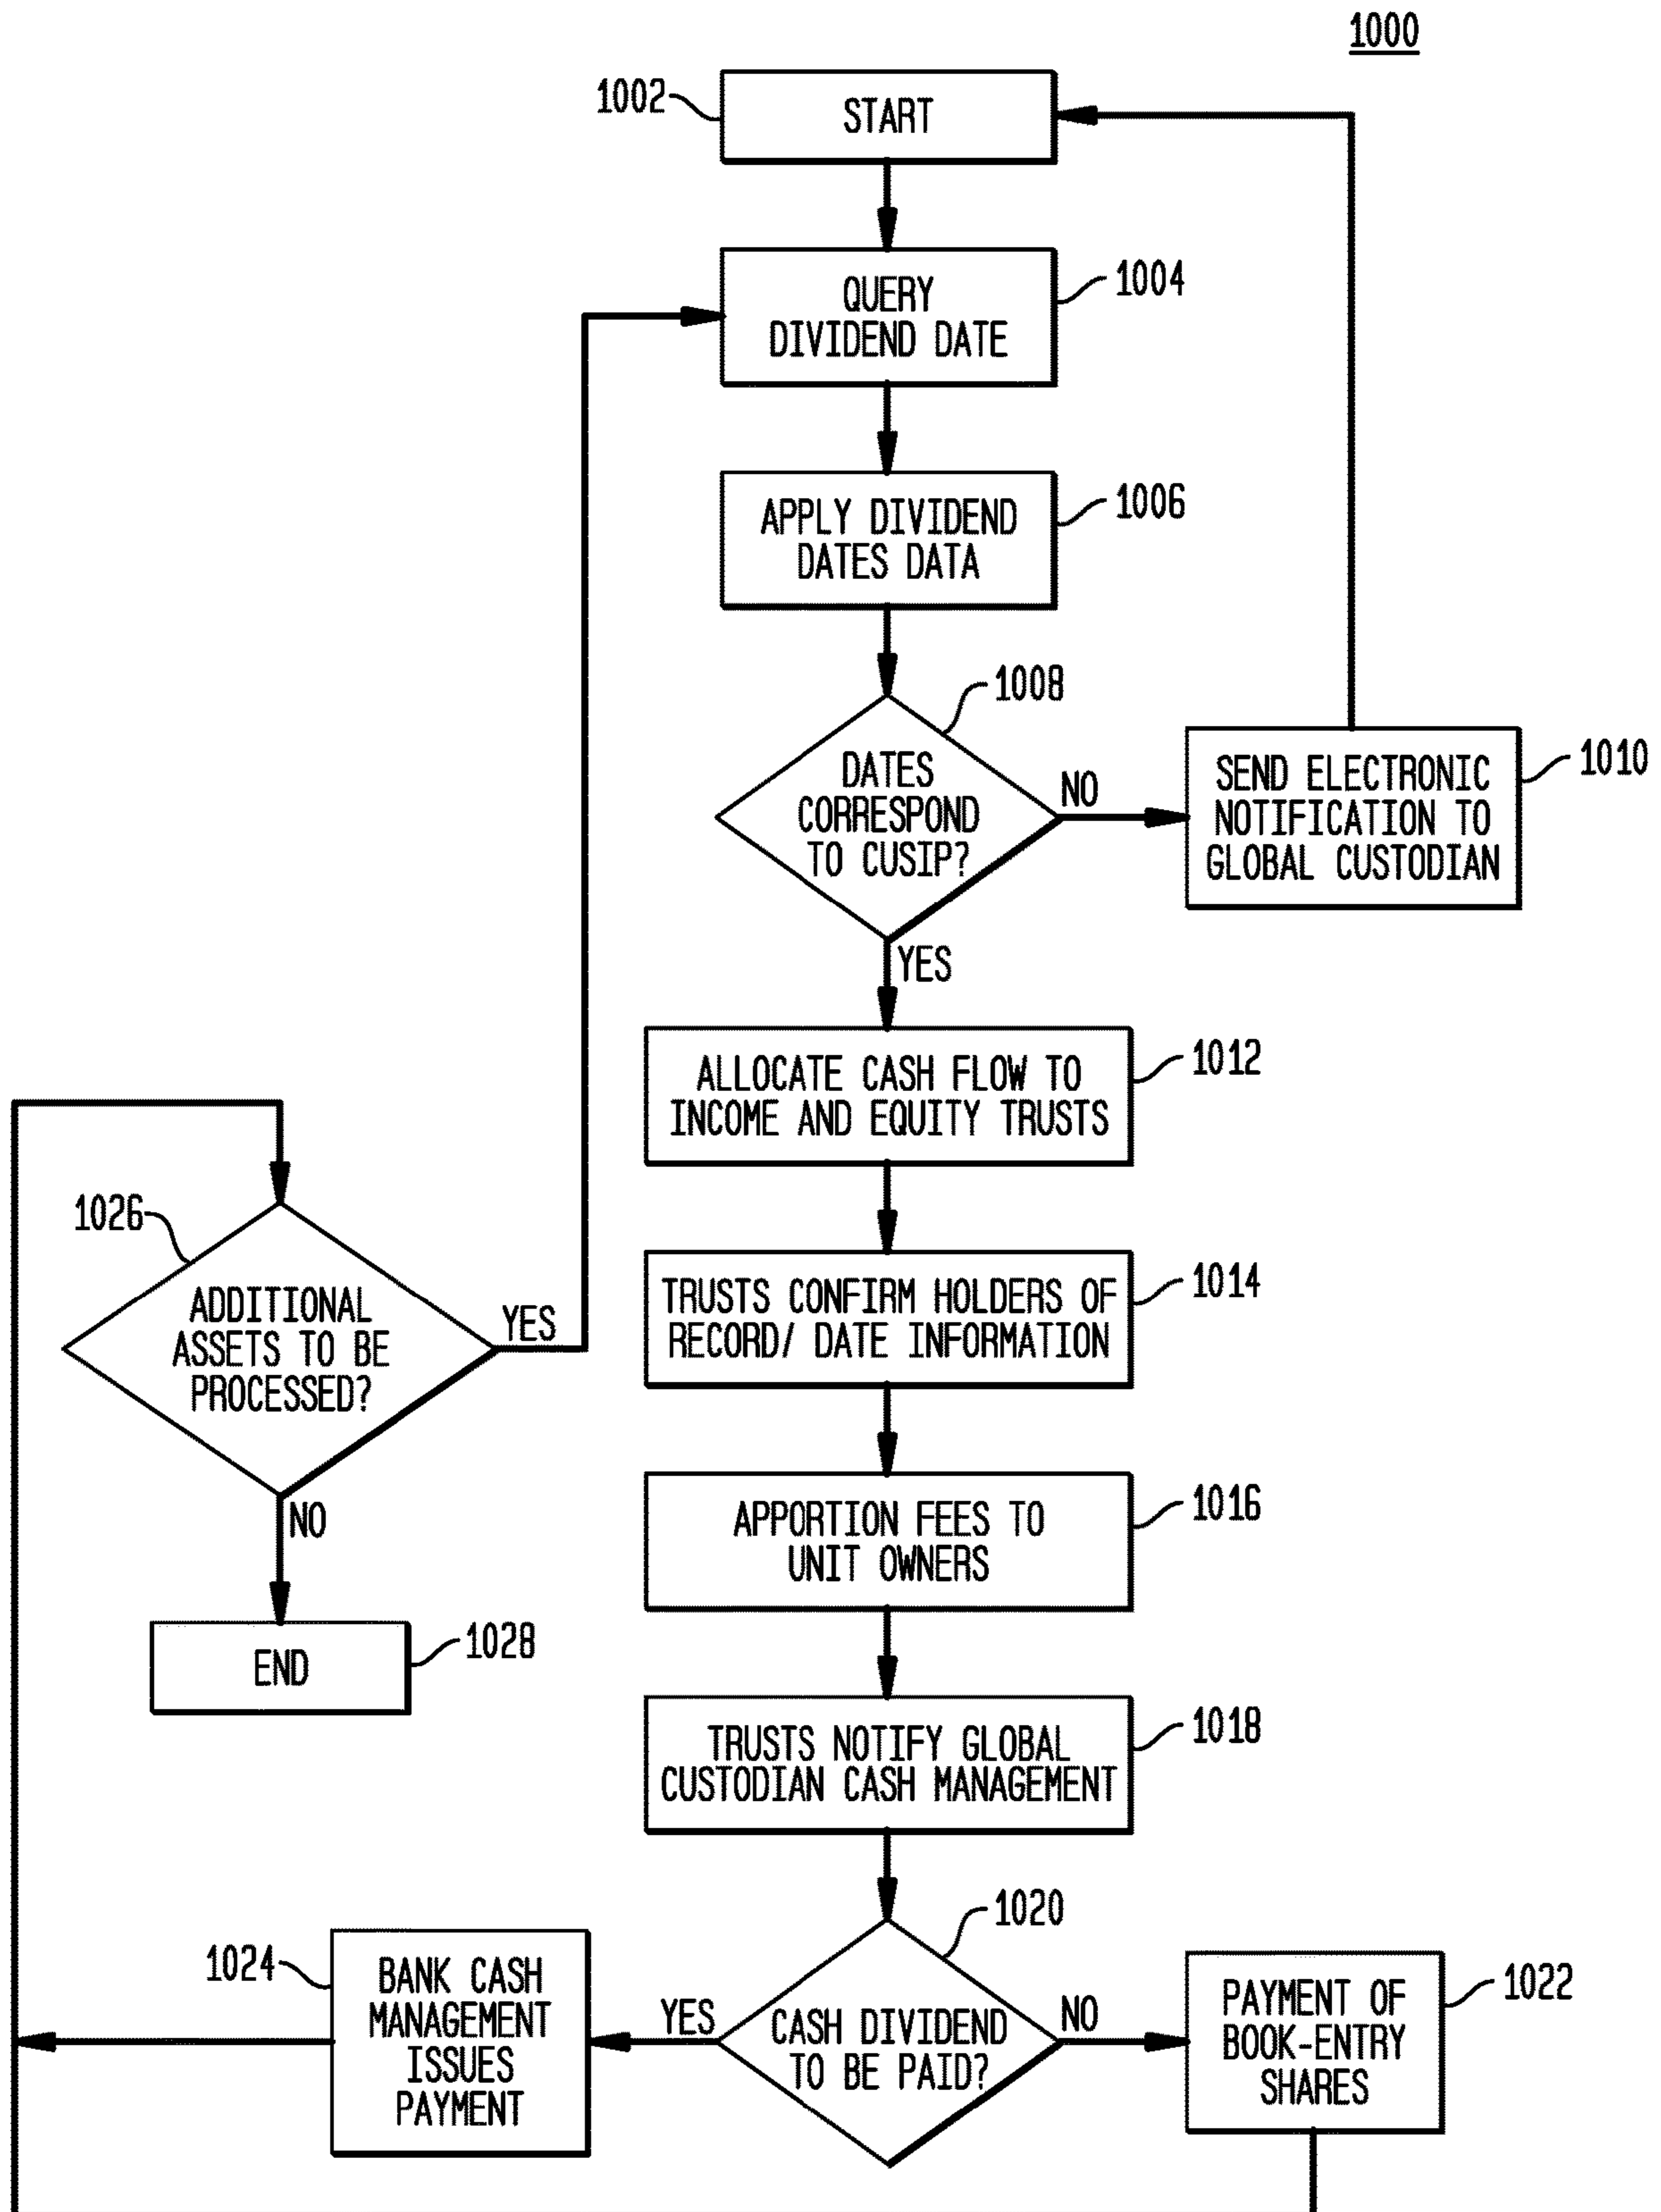 1000
1002
START
QUERY
DIVIDEND DATE
1004
APPLY DIVIDEND
DATES DATA
1006
1008
DATES
CORRESPOND
TO CUSIP?
NO
YES
SEND ELECTRONIC
NOTIFICATION TO
GLOBAL CUSTODIAN
1010
ALLOCATE CASH FLOW TO
INCOME AND EQUITY TRUSTS
1012
TRUSTS CONFIRM HOLDERS OF
RECORD/ DATE INFORMATION
1014
APPORTION FEES TO
UNIT OWNERS
1016
TRUSTS NOTIFY GLOBAL
CUSTODIAN CASH MANAGEMENT
1018
1020
CASH DIVIDEND
TO BE PAID?
NO
YES
PAYMENT OF
BOOK-ENTRY
SHARES
1022
1024
BANK CASH
MANAGEMENT
ISSUES
PAYMENT
1026
ADDITIONAL
ASSETS TO BE
PROCESSED?
YES
NO
END
1028